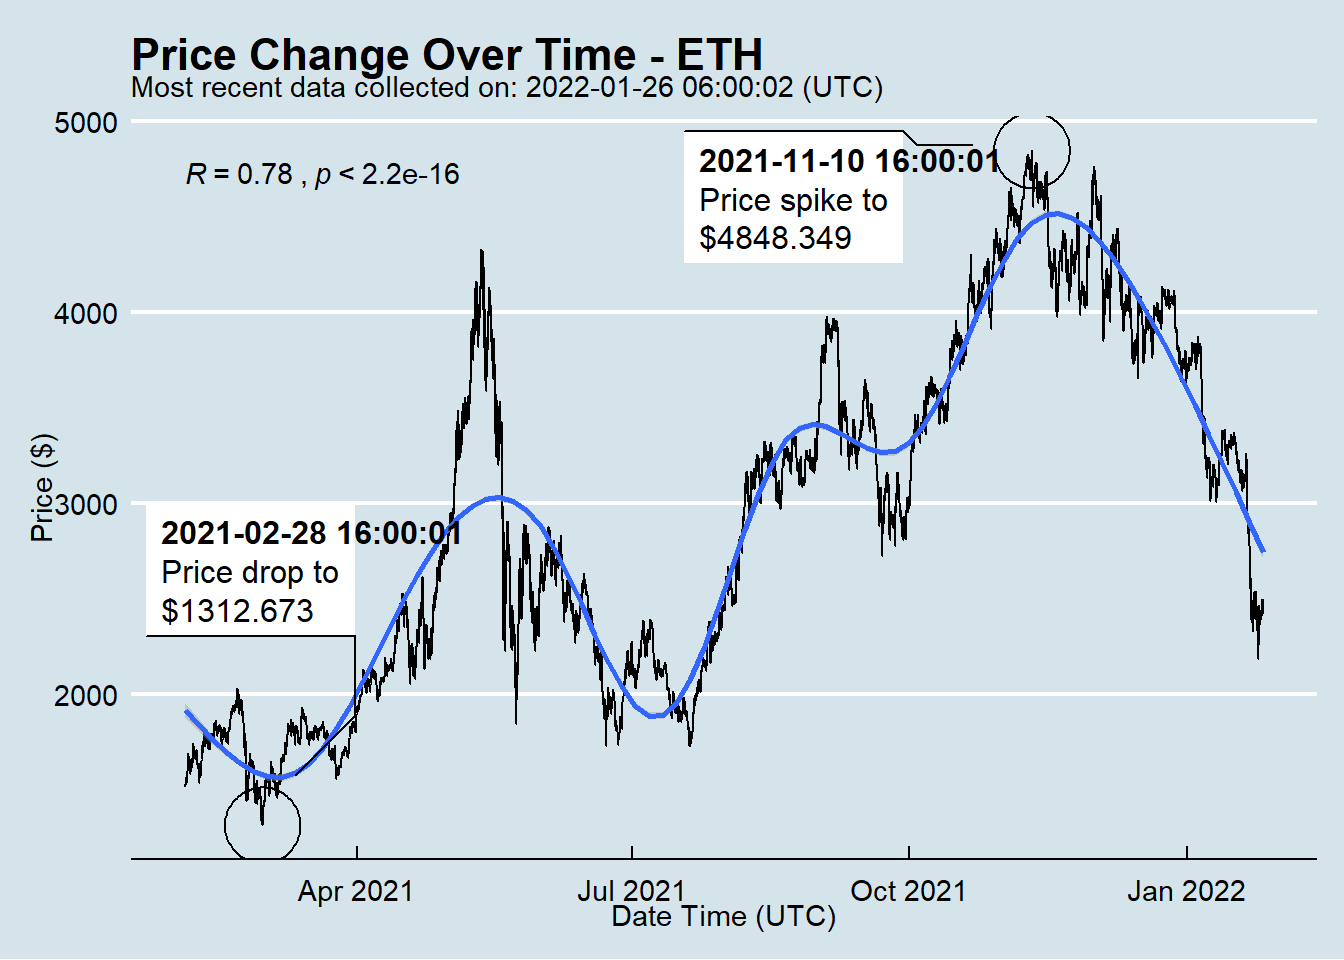 Price Change Over Time - ETH
Most recent data collected on: 2022-01-26 06:00:02 (UTC)
5000
R = 0.78 , p < 2.2e-16
2021-11-10 16:00:01
Price spike to
$4848.349
4000
3000
2021-02-28 16:00:01
Price drop to
$1312.673
2000
Price ($)
Apr 2021
Jul 2021
Oct 2021
Jan 2022
Date Time (UTC)